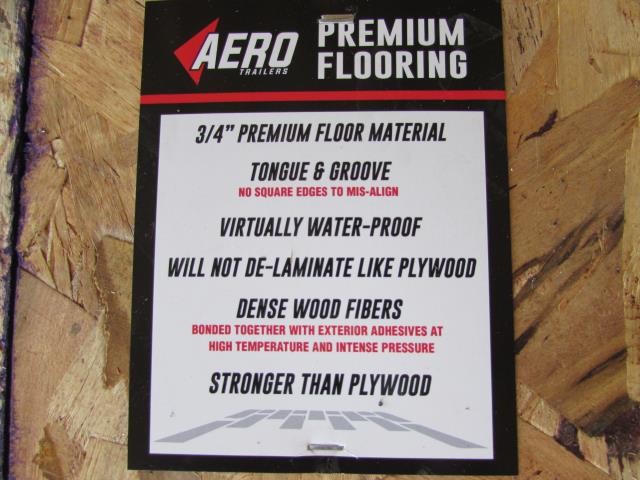 AERO
TRAILERS
PREMIUM
FLOORING
3/4" PREMIUM FLOOR MATERIAL
TONGUE & GROOVE
NO SQUARE EDGES TO MIS-ALIGN
VIRTUALLY WATER-PROOF
WILL NOT DE-LAMINATE LIKE PLYWOOD
DENSE WOOD FIBERS
BONDED TOGETHER WITH EXTERIOR ADHESIVES AT
HIGH TEMPERATURE AND INTENSE PRESSURE
STRONGER THAN PLYWOOD